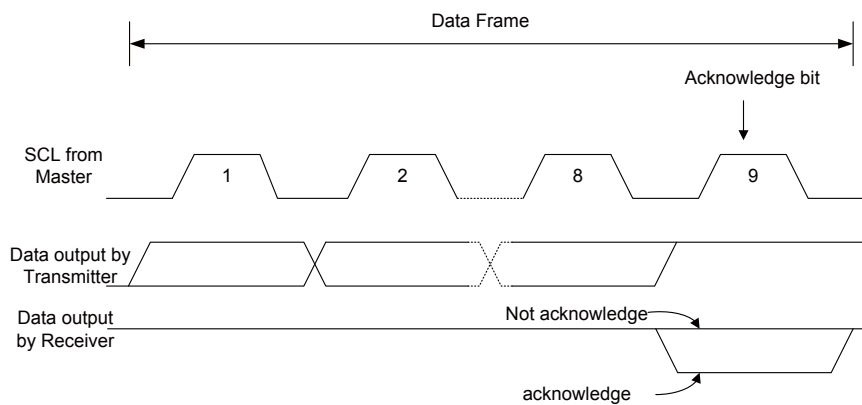 Data Frame
Acknowledge bit
SCL from
Master
1
2
8
9
Data output by
Transmitter
Data output
by Receiver
Not acknowledge
acknowledge